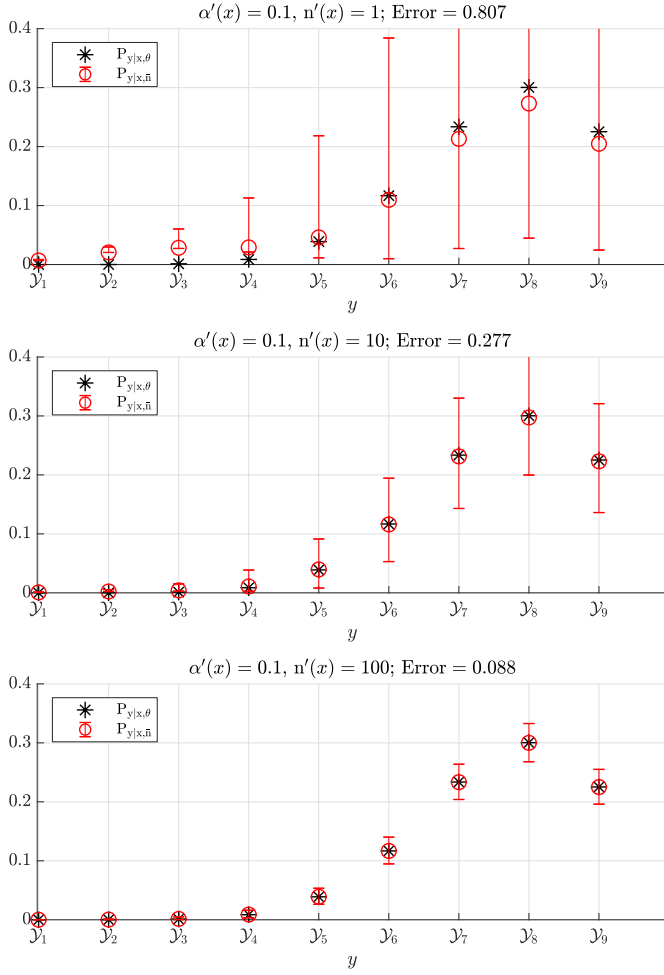 α′(x) = 0.1, n′(x) = 1; Error = 0.807
P_{y|x,θ}
P_{y|x,n̄}
0.4
0.3
0.2
0.1
0
𝒴₁ 𝒴₂ 𝒴₃ 𝒴₄ 𝒴₅ 𝒴₆ 𝒴₇ 𝒴₈ 𝒴₉
y
α′(x) = 0.1, n′(x) = 10; Error = 0.277
P_{y|x,θ}
P_{y|x,n̄}
0.4
0.3
0.2
0.1
0
𝒴₁ 𝒴₂ 𝒴₃ 𝒴₄ 𝒴₅ 𝒴₆ 𝒴₇ 𝒴₈ 𝒴₉
y
α′(x) = 0.1, n′(x) = 100; Error = 0.088
P_{y|x,θ}
P_{y|x,n̄}
0.4
0.3
0.2
0.1
0
𝒴₁ 𝒴₂ 𝒴₃ 𝒴₄ 𝒴₅ 𝒴₆ 𝒴₇ 𝒴₈ 𝒴₉
y